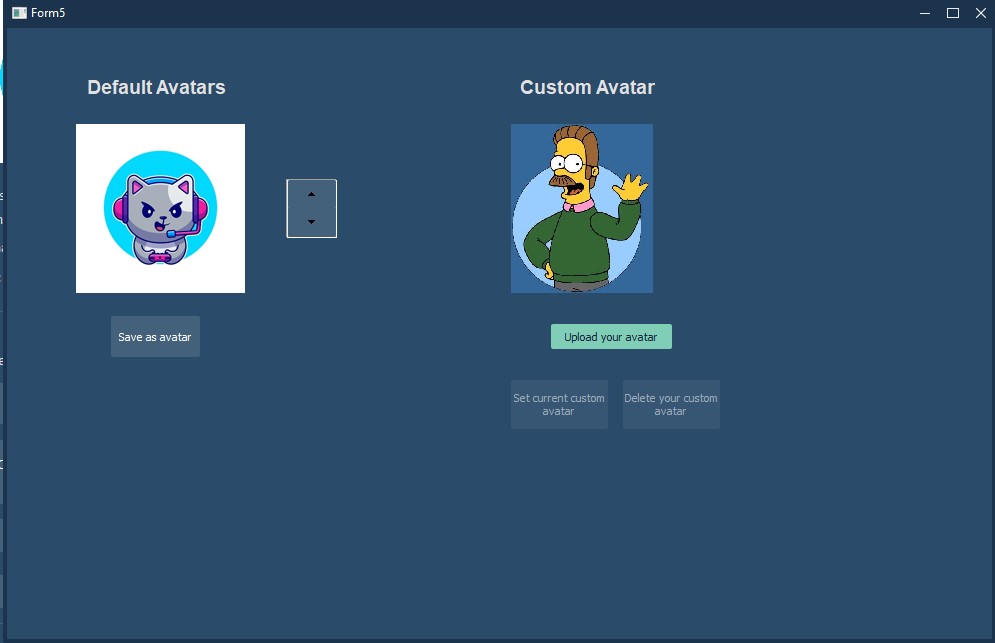 Form5
Default Avatars
Custom Avatar
Save as avatar
Upload your avatar
Set current custom
avatar
Delete your custom
avatar